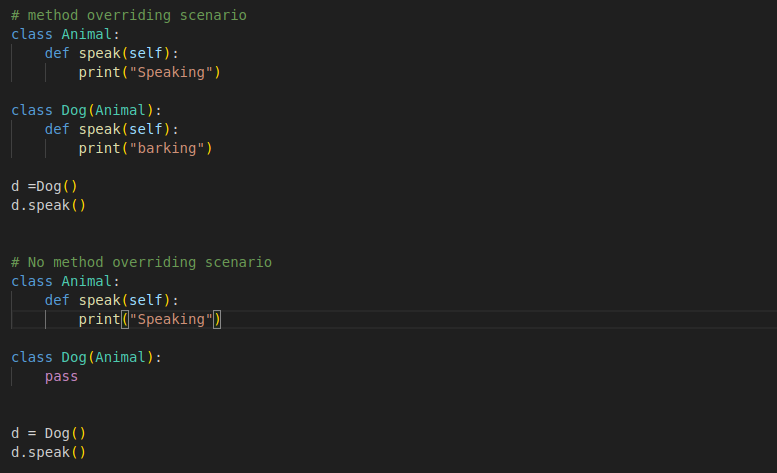 # method overriding scenario
class Animal:
    def speak(self):
        print("Speaking")
class Dog(Animal):
    def speak(self):
        print("barking")
d =Dog()
d.speak()
# No method overriding scenario
class Animal:
    def speak(self):
        print("Speaking")
class Dog(Animal):
    pass
d = Dog()
d.speak()